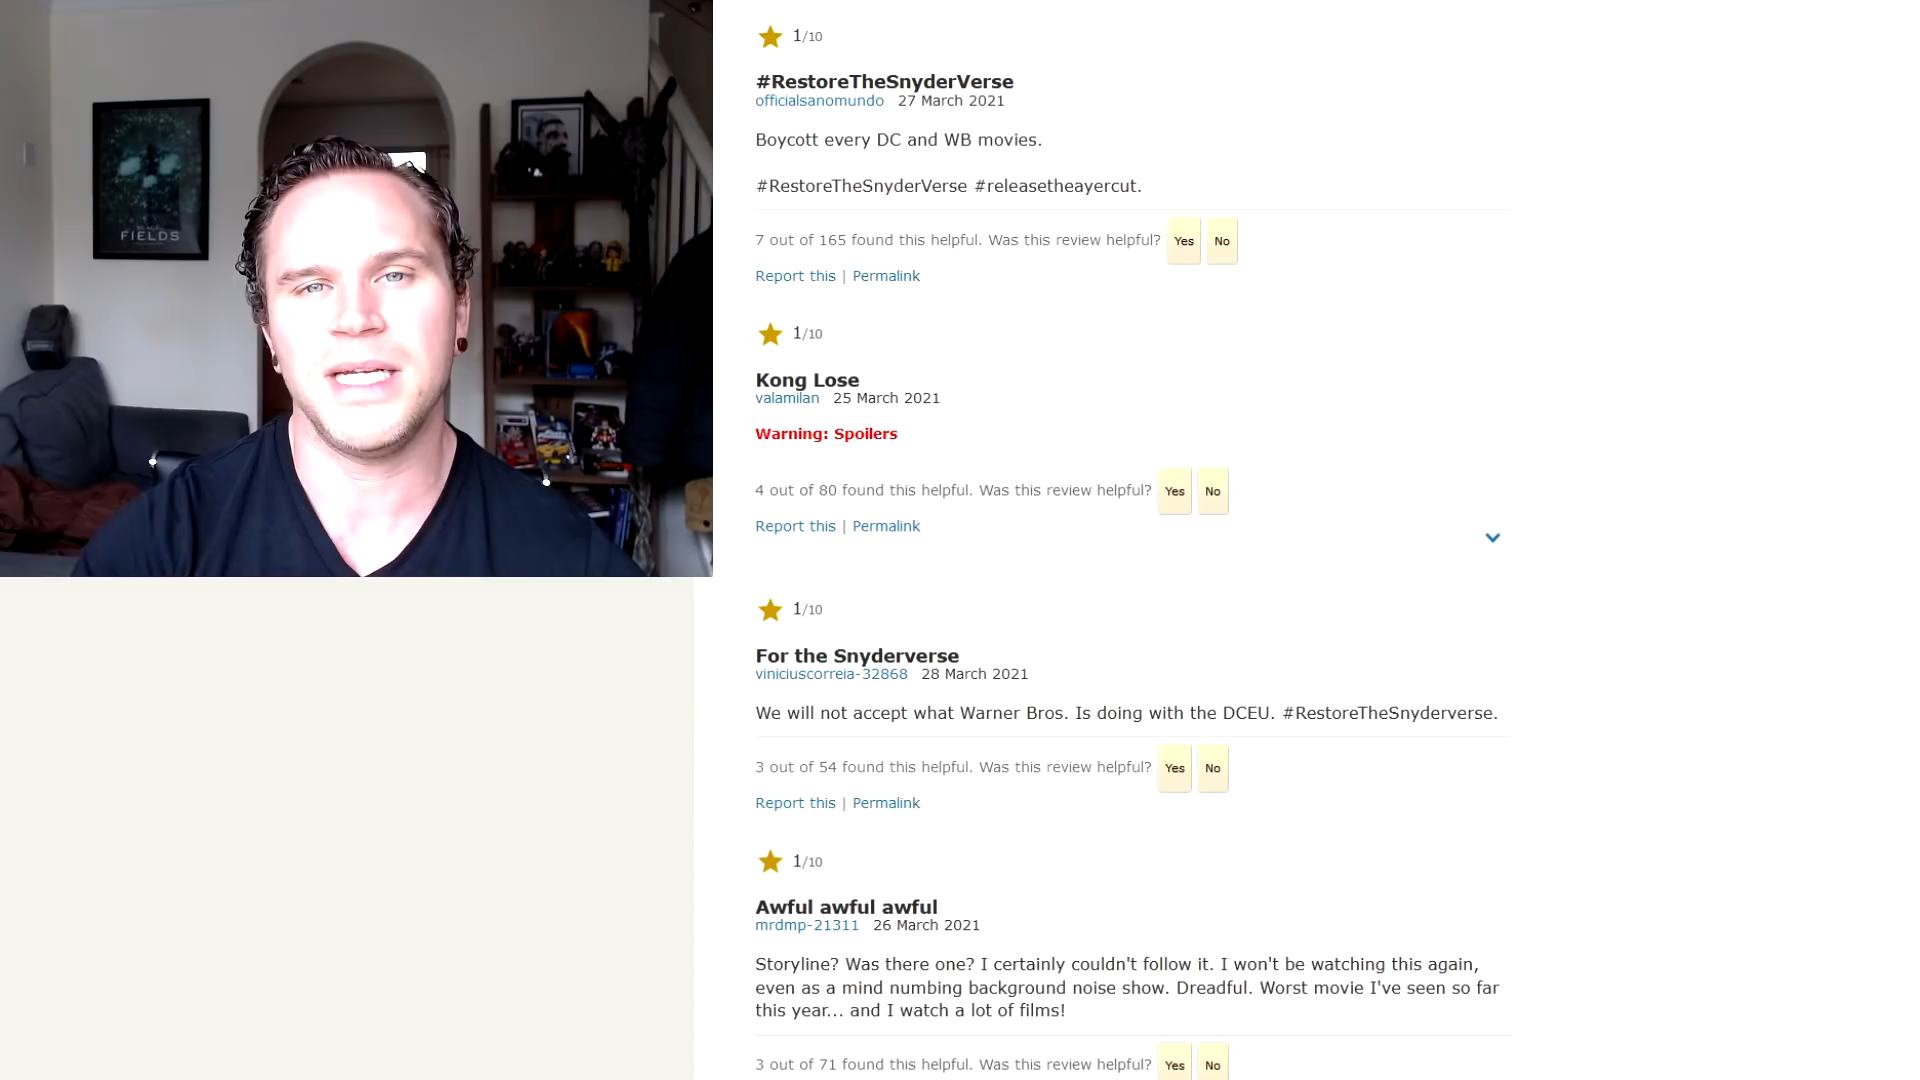 FIELDS
1/10
#RestoreTheSnyderVerse
officialsanomundo 27 March 2021
Boycott every DC and WB movies.
#RestoreTheSnyderVerse #releasetheayercut.
7 out of 165 found this helpful. Was this review helpful? Yes No
Report this | Permalink
1/10
Kong Lose
valamilan 25 March 2021
Warning: Spoilers
4 out of 80 found this helpful. Was this review helpful? Yes No
Report this | Permalink
1/10
For the Snyderverse
viniciuscorreia-32868 28 March 2021
We will not accept what Warner Bros. Is doing with the DCEU. #RestoreTheSnyderverse.
3 out of 54 found this helpful. Was this review helpful? Yes No
Report this | Permalink
1/10
Awful awful awful
mrdmp-21311 26 March 2021
Storyline? Was there one? I certainly couldn't follow it. I won't be watching this again,
even as a mind numbing background noise show. Dreadful. Worst movie I've seen so far
this year... and I watch a lot of films!
3 out of 71 found this helpful. Was this review helpful? Yes No